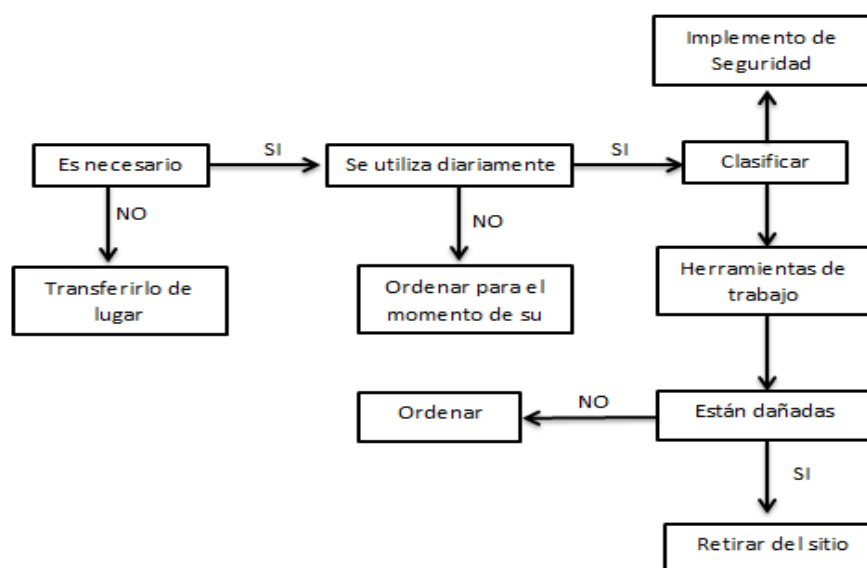 Implemento de
Seguridad
Es necesario
SI
Se utiliza diariamente
SI
Clasificar
NO
NO
Transferirlo de
lugar
Ordenar para el
momento de su
Herramientas de
trabajo
Ordenar
NO
Están dañadas
SI
Retirar del sitio